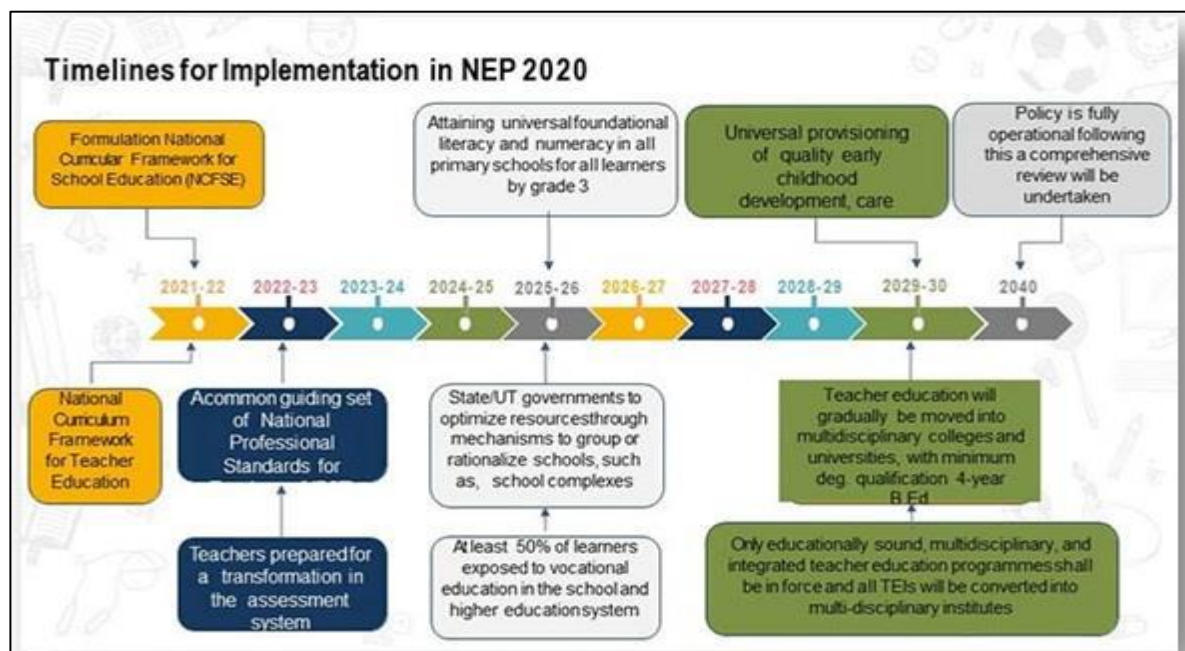 Timelines for Implementation in NEP 2020
Formulation National
Curricular Framework for
School Education (NCFSE)
Attaining universal foundational
literacy and numeracy in all
primary schools for all learners
by grade 3
Universal provisioning
of quality early
childhood
development, care
Policy is fully
operational following
this a comprehensive
review will be
undertaken
2021-22 2022-23 2023-24 2024-25 2025-26 2026-27 2027-28 2028-29 2029-30 2040
National
Curriculum
Framework
for Teacher
Education
Acommon guiding set
of National
Professional
Standards for
State/UT governments to
optimize resourcesthrough
mechanisms to group or
rationalize schools, such
as, school complexes
Teacher education will
gradually be moved into
multidisciplinary colleges and
universities, with minimum
deg. qualification 4-year
B.Ed
Teachers prepared for
a transformation in
the assessment
system
At least 50% of learners
exposed to vocational
education in the school and
higher education system
Only educationally sound, multidisciplinary, and
integrated teacher education programmes shall
be in force and all TEIs will be converted into
multi-disciplinary institutes